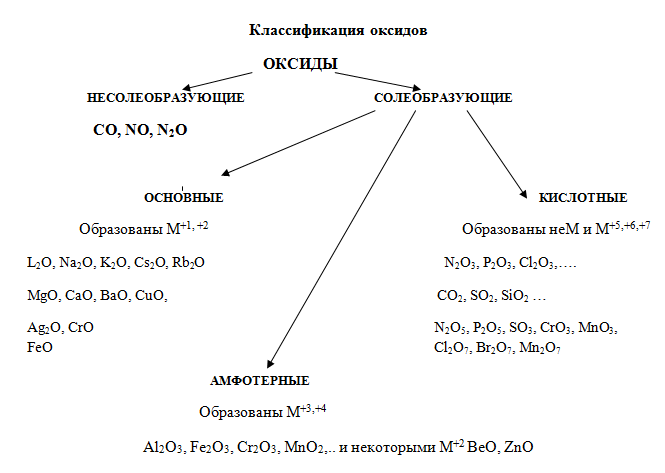 Классификация оксидов
ОКСИДЫ
НЕСОЛЕОБРАЗУЮЩИЕ
СОЛЕОБРАЗУЮЩИЕ
CO, NO, N₂O
ОСНОВНЫЕ
КИСЛОТНЫЕ
Образованы М⁺¹, ⁺²
Образованы неМ и М⁺⁵,⁺⁶,⁺⁷
L₂O, Na₂O, K₂O, Cs₂O, Rb₂O
N₂O₃, P₂O₃, Cl₂O₃,….
MgO, CaO, BaO, CuO,
CO₂, SO₂, SiO₂ …
Ag₂O, CrO
N₂O₅, P₂O₅, SO₃, CrO₃, MnO₃,
FeO
Cl₂O₇, Br₂O₇, Mn₂O₇
АМФОТЕРНЫЕ
Образованы М⁺³,⁺⁴
Al₂O₃, Fe₂O₃, Cr₂O₃, MnO₂,.. и некоторыми М⁺² BeO, ZnO